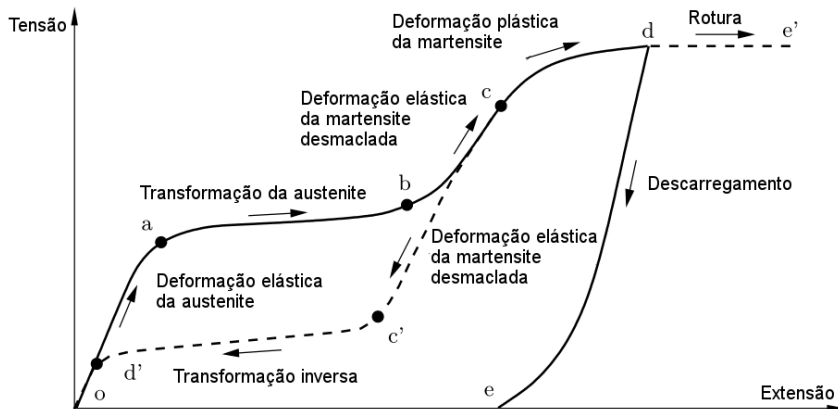 Tensão
Deformação plástica
da martensite
d
Rotura
e'
c
Deformação elástica
da martensite
desmaclada
b
Transformação da austenite
a
Descarregamento
Deformação elástica
da martensite
desmaclada
Deformação elástica
da austenite
c'
d'
Transformação inversa
o
e
Extensão